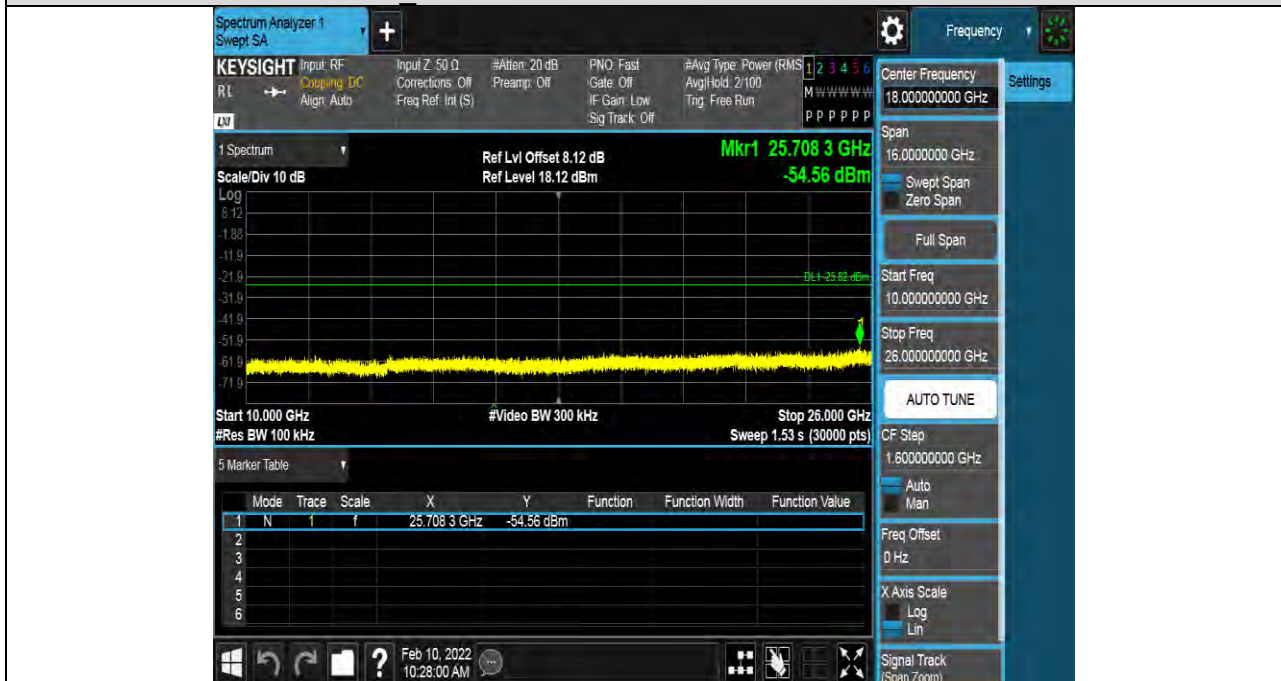 Spectrum Analyzer 1
Swept SA
+
Frequency
KEYSIGHT
RL
LXI
Input: RF
Coupling: DC
Align: Auto
Input Z: 50 Ω
Corrections: Off
Freq Ref: Int (S)
#Atten: 20 dB
Preamp: Off
PNO: Fast
Gate: Off
IF Gain: Low
Sig Track: Off
#Avg Type: Power (RMS
Avg|Hold: 2/100
Trig: Free Run
1 2 3 4 5 6
M W W W W W
P P P P P P
Center Frequency
18.000000000 GHz
Settings
Span
16.0000000 GHz
Swept Span
Zero Span
Full Span
Start Freq
10.000000000 GHz
Stop Freq
26.000000000 GHz
AUTO TUNE
CF Step
1.600000000 GHz
Auto
Man
Freq Offset
0 Hz
X Axis Scale
Log
Lin
Signal Track
(Span Zoom)
1 Spectrum
Scale/Div 10 dB
Ref Lvl Offset 8.12 dB
Ref Level 18.12 dBm
Mkr1 25.708 3 GHz
-54.56 dBm
Log
8.12
-1.88
-11.9
-21.9
-31.9
-41.9
-51.9
-61.9
-71.9
DL1 -25.82 dBm
1
Start 10.000 GHz
#Video BW 300 kHz
Stop 26.000 GHz
#Res BW 100 kHz
Sweep 1.53 s (30000 pts)
5 Marker Table
Mode Trace Scale X Y Function Function Width Function Value
1 N 1 f 25.708 3 GHz -54.56 dBm
2
3
4
5
6
?
Feb 10, 2022
10:28:00 AM